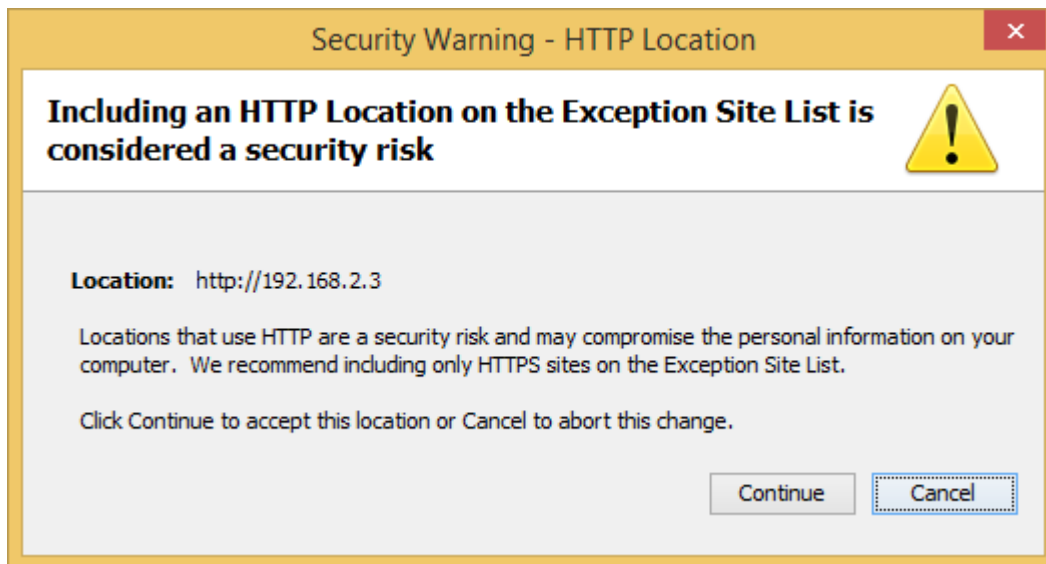 Security Warning - HTTP Location
Including an HTTP Location on the Exception Site List is
considered a security risk
Location: http://192.168.2.3
Locations that use HTTP are a security risk and may compromise the personal information on your
computer. We recommend including only HTTPS sites on the Exception Site List.
Click Continue to accept this location or Cancel to abort this change.
Continue Cancel